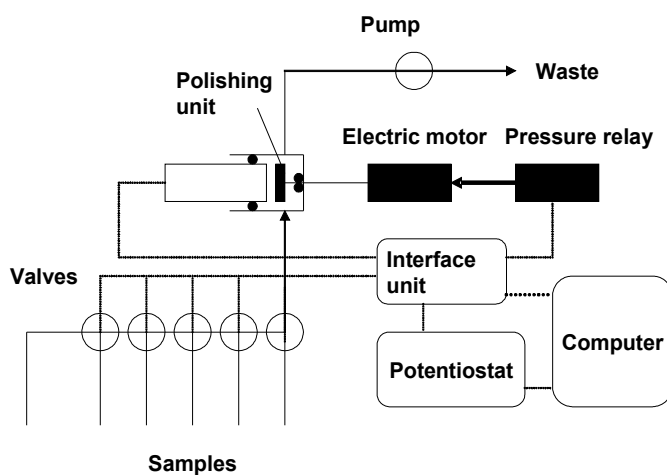 Pump
Waste
Polishing
unit
Electric motor
Pressure relay
Valves
Interface
unit
Computer
Potentiostat
Samples